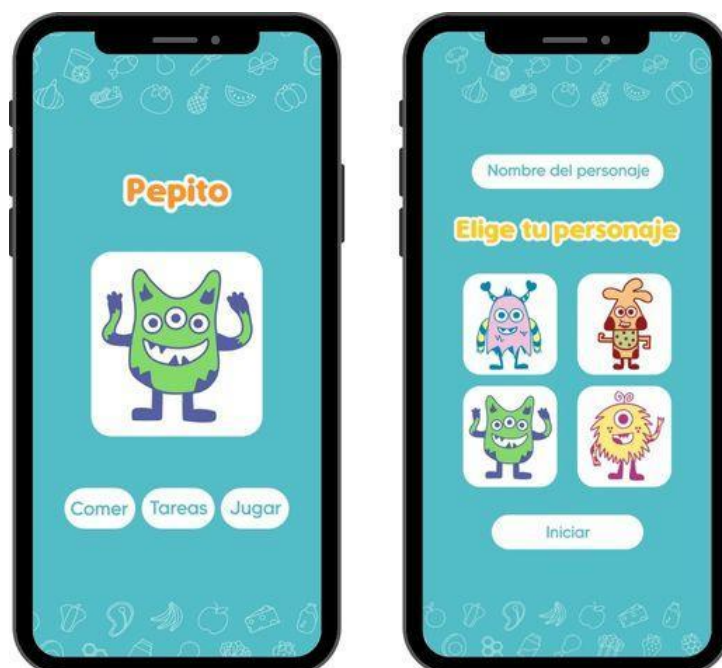 Pepito
Comer
Tareas
Jugar
Nombre del personaje
Elige tu personaje
Iniciar